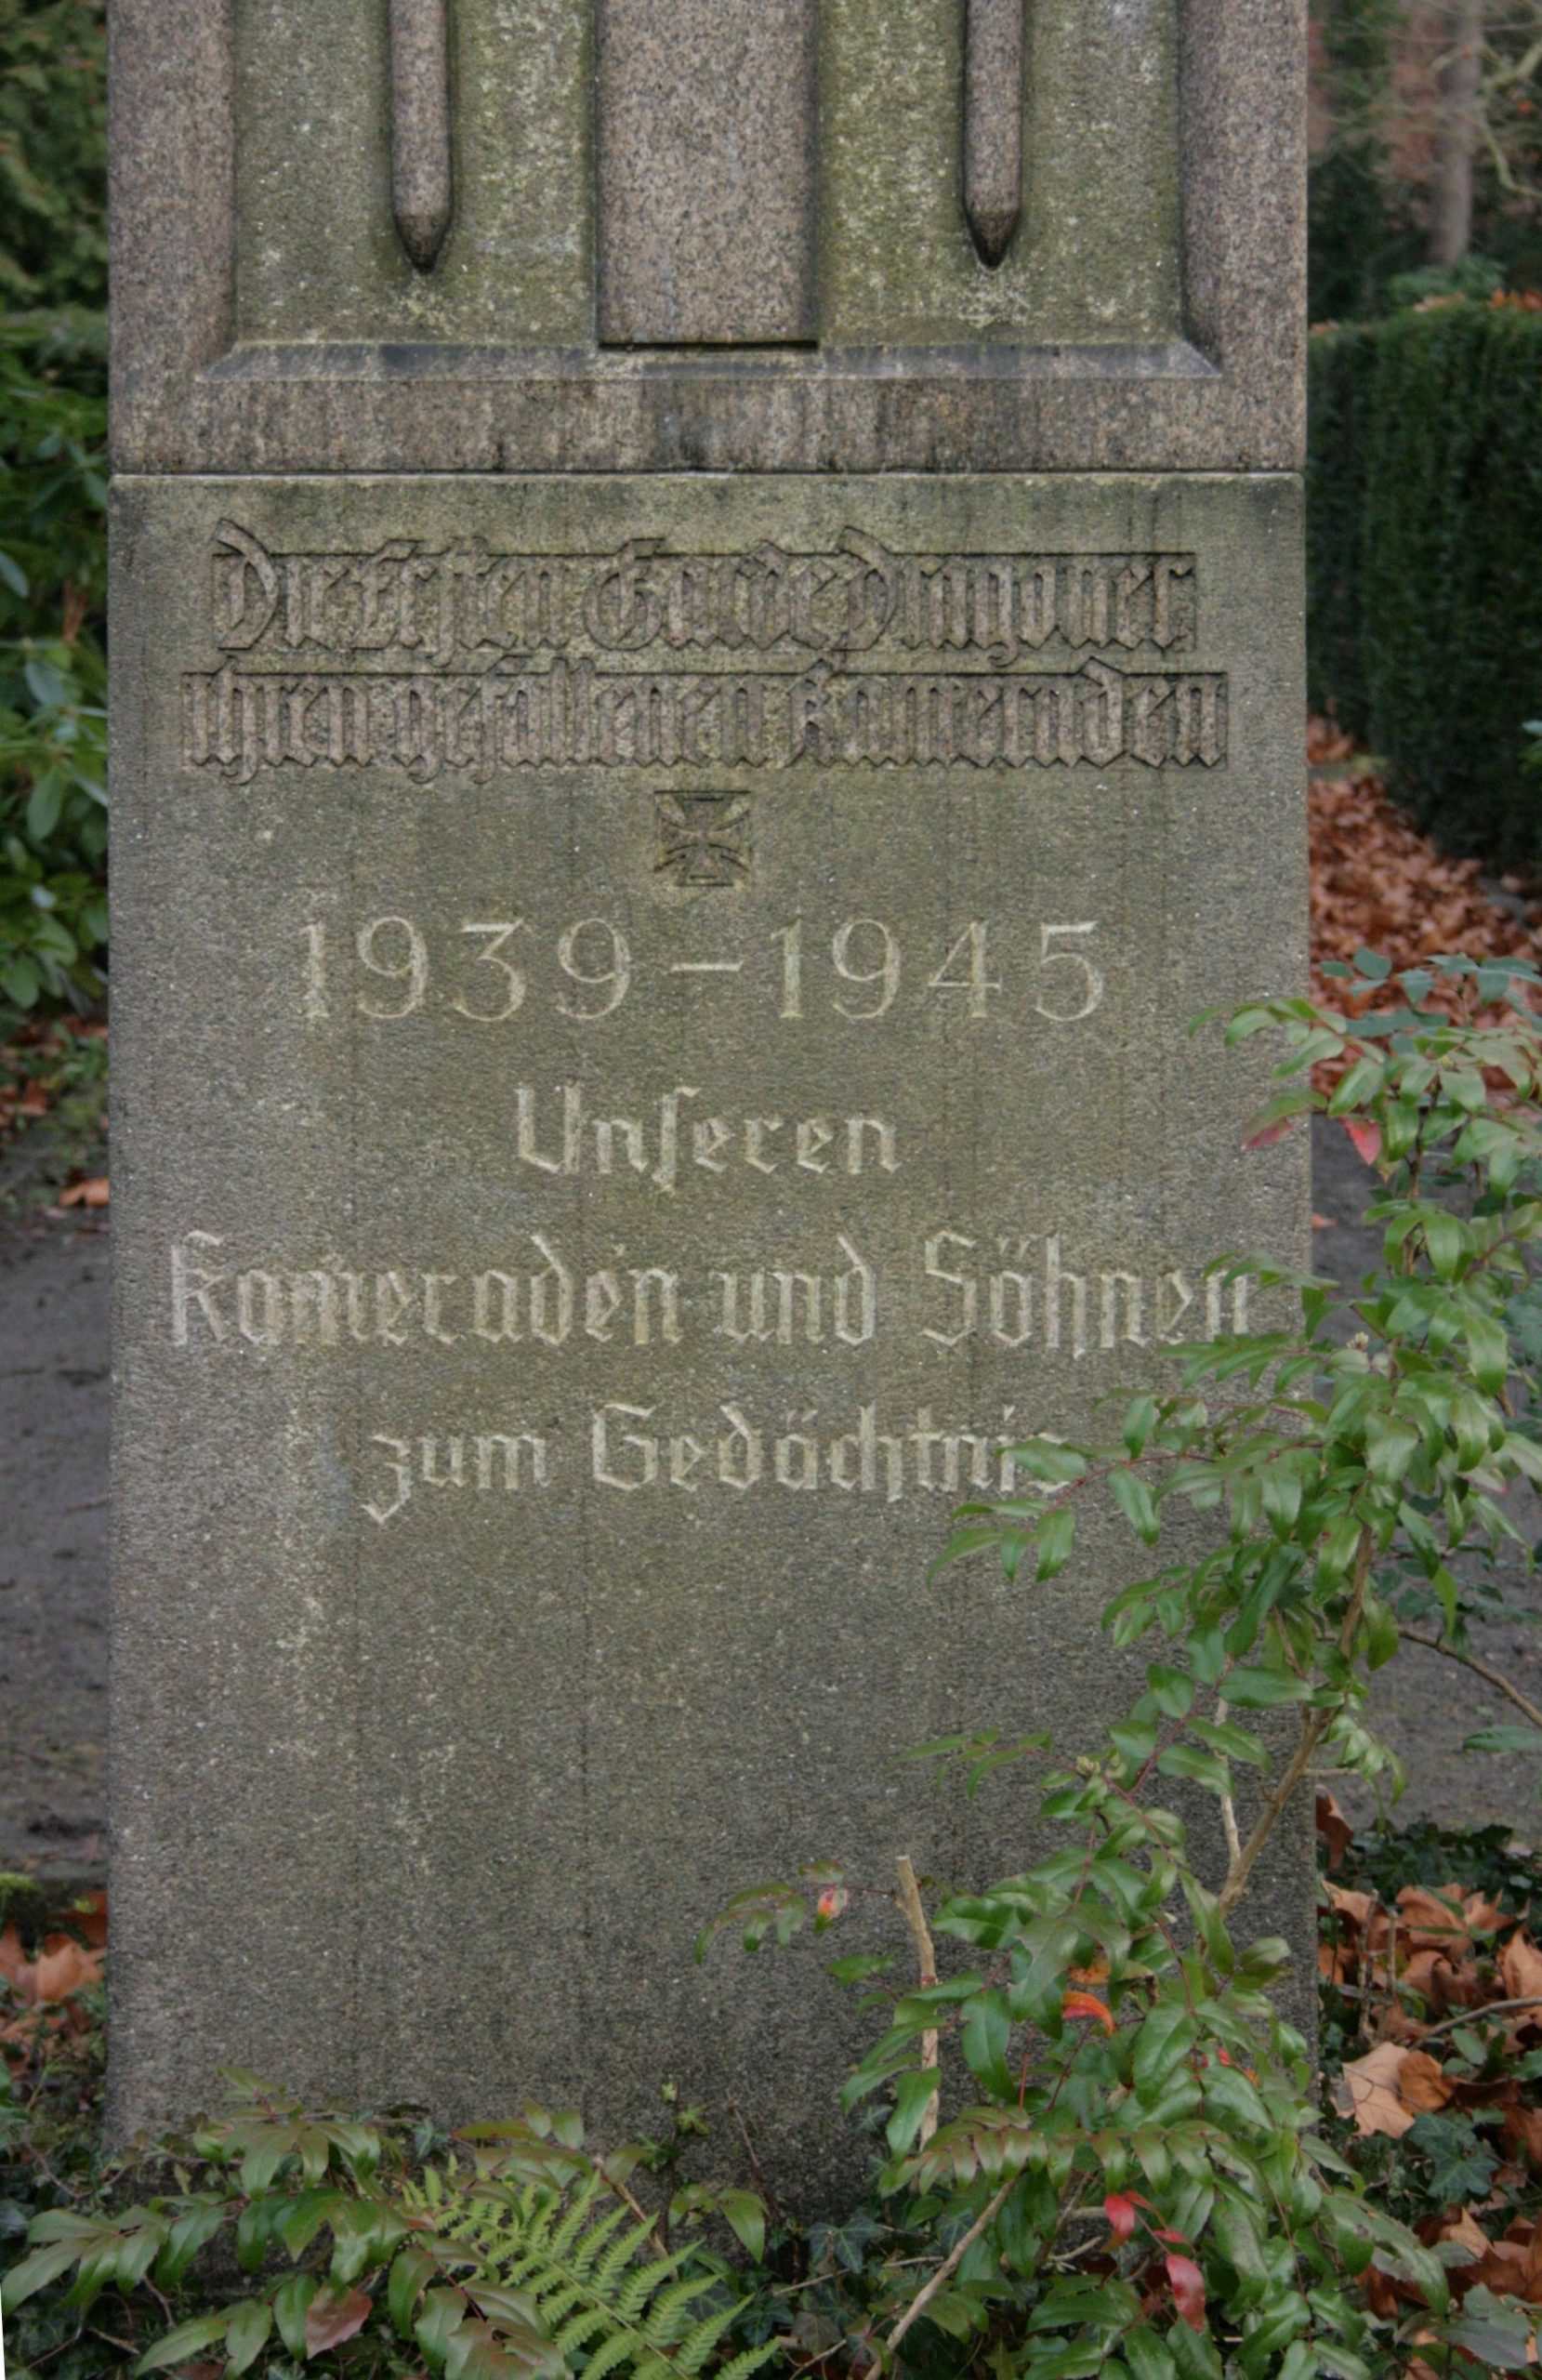 Die Ersten Garde Dragoner
ihren gefallenen Kameraden
1939-1945
Unseren
Kameraden und Söhnen
zum Gedächtnis